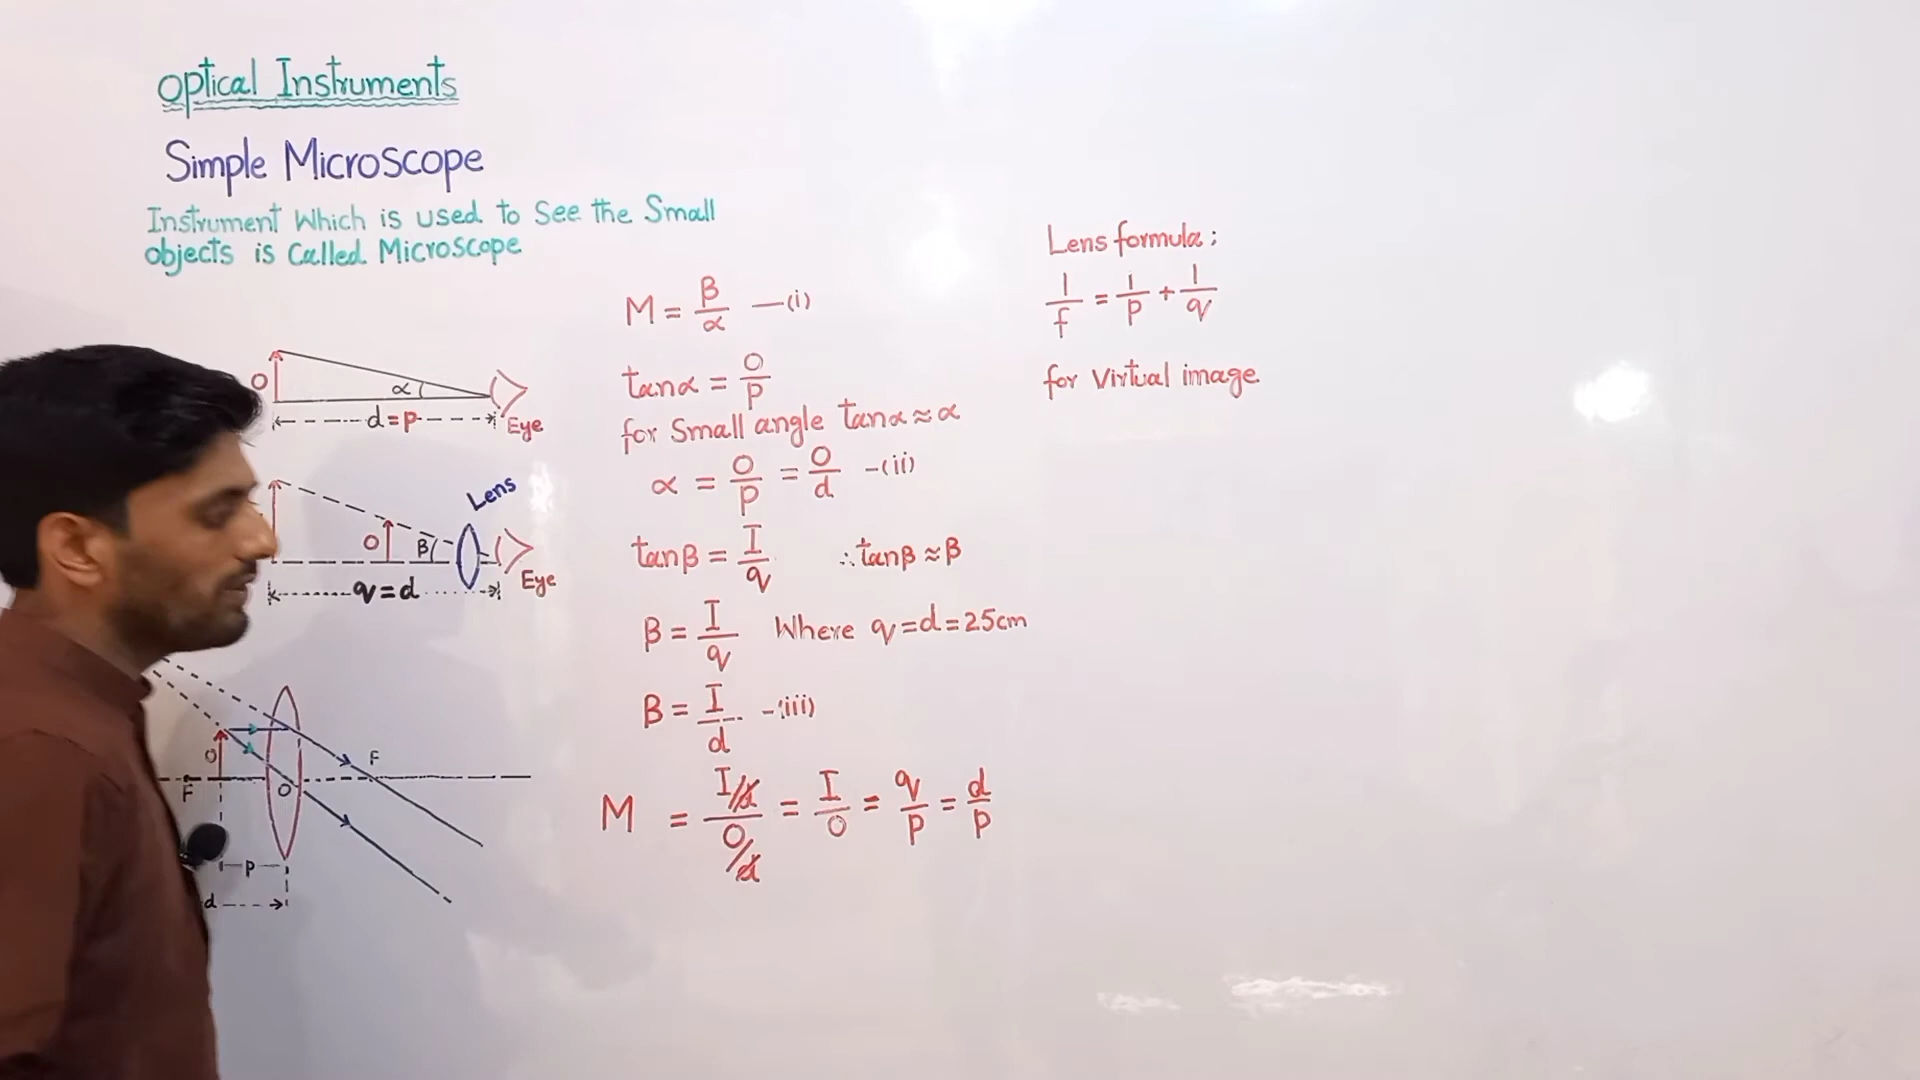 Optical Instruments
Simple Microscope
Instrument Which is used to See the Small
objects is Called Microscope
O α
d=p Eye
Lens
O β
q=d Eye
O F
F O
p
d
M = β/α —(i)
tanα = O/P
for Small angle tanα ≈ α
α = O/P = O/d -(ii)
tanβ = I/q ∴ tanβ ≈ β
β = I/q Where q=d=25cm
B = I/d -(iii)
M = I/d / O/d = I/O = q/p = d/p
Lens formula:
1/f = 1/p + 1/q
for Virtual image